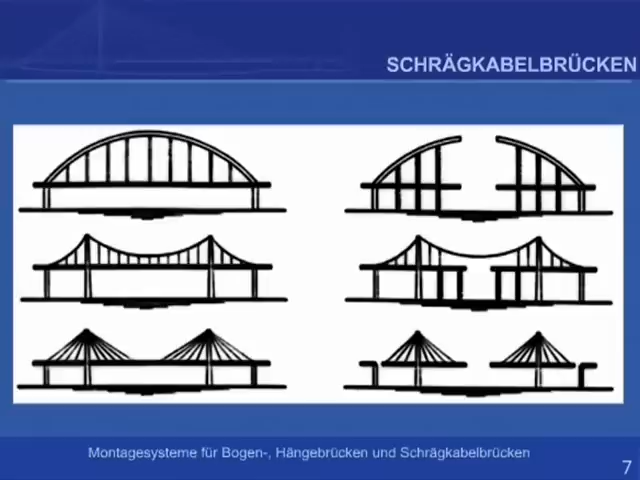 SCHRÄGKABELBRÜCKEN
Montagesysteme für Bogen-, Hängebrücken und Schrägkabelbrücken
7